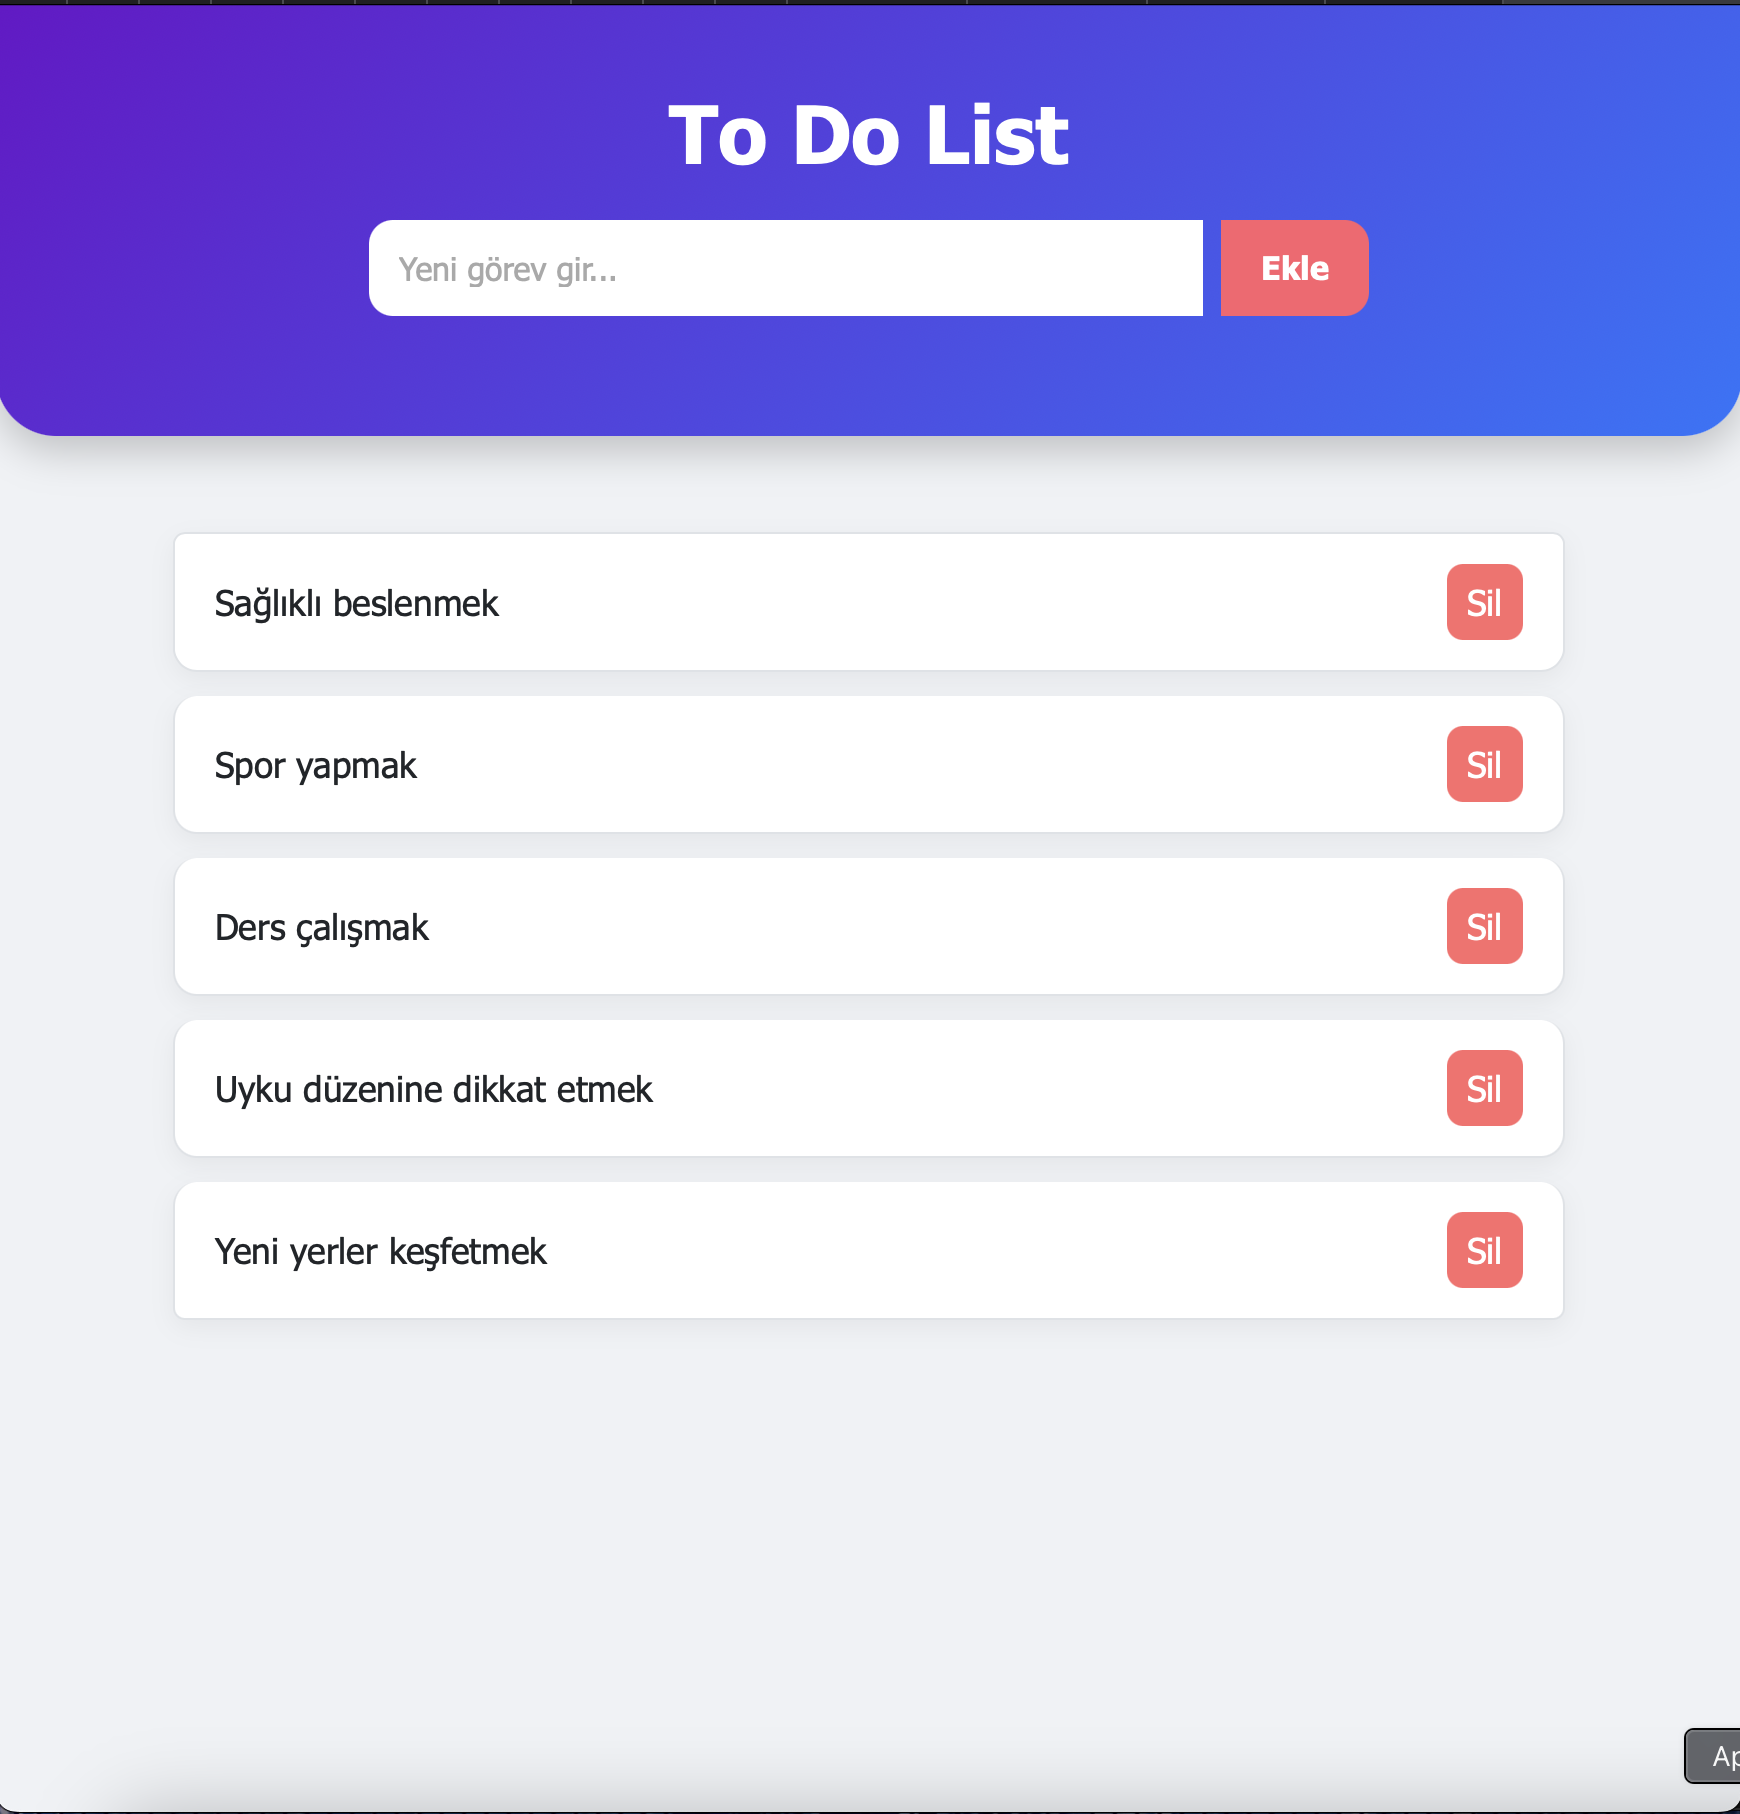 To Do List
Yeni görev gir...
Ekle
Sağlıklı beslenmek
Sil
Spor yapmak
Sil
Ders çalışmak
Sil
Uyku düzenine dikkat etmek
Sil
Yeni yerler keşfetmek
Sil